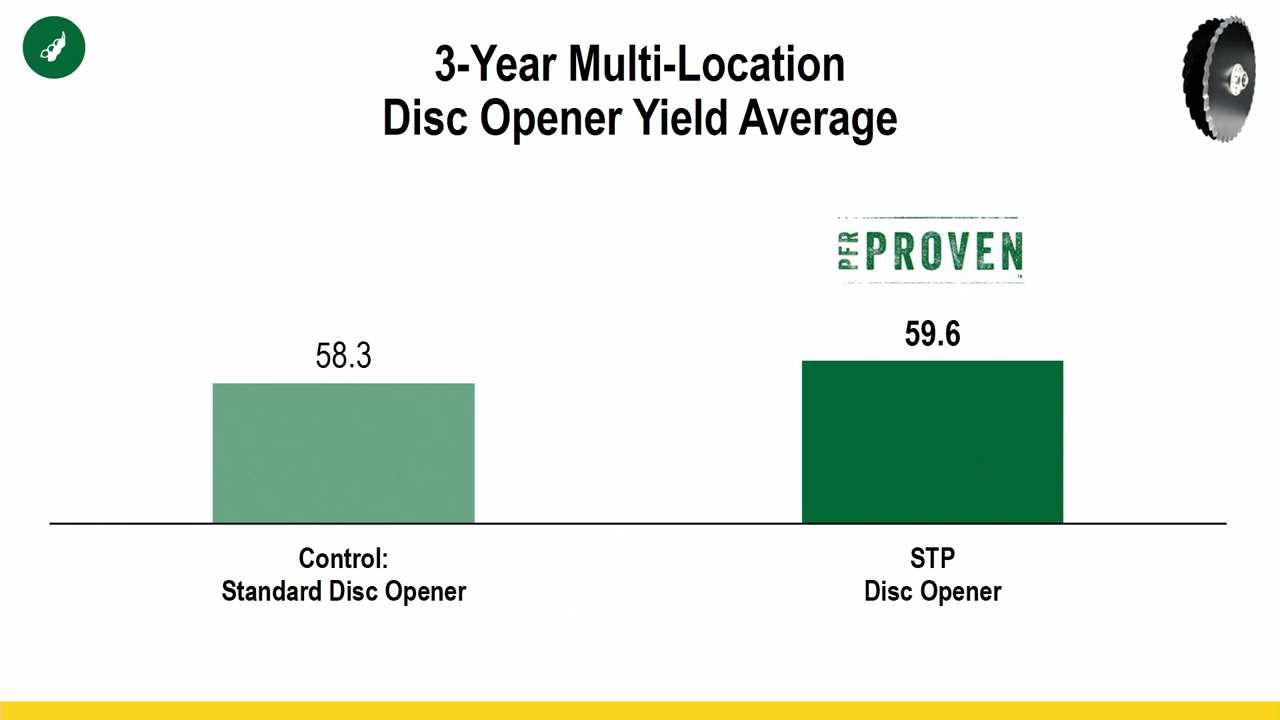 3-Year Multi-Location
Disc Opener Yield Average
PFR PROVEN
58.3
59.6
Control:
Standard Disc Opener
STP
Disc Opener